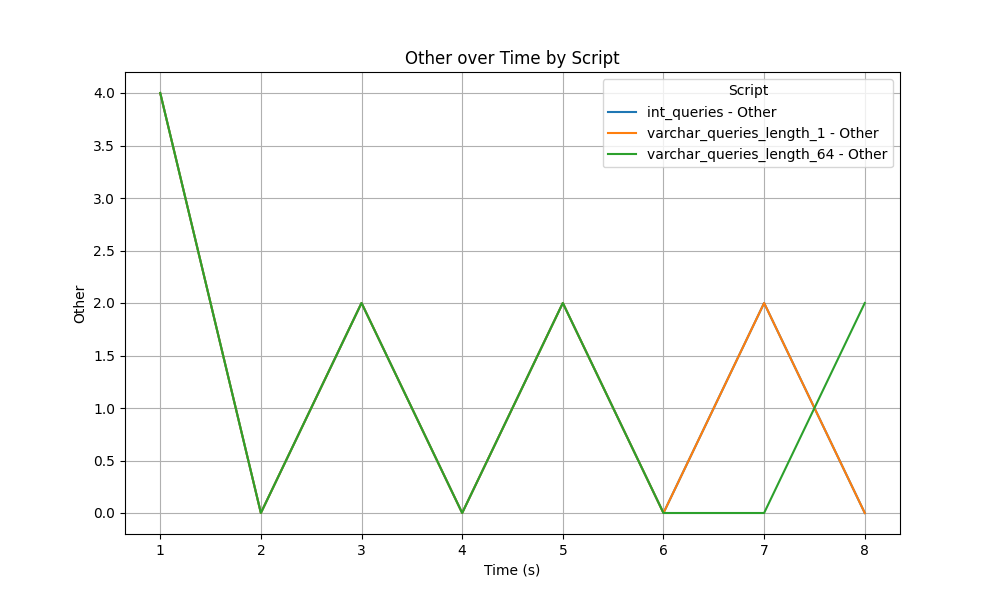 Other over Time by Script
Script
int_queries - Other
varchar_queries_length_1 - Other
varchar_queries_length_64 - Other
4.0
3.5
3.0
2.5
2.0
1.5
1.0
0.5
0.0
Other
1 2 3 4 5 6 7 8
Time (s)